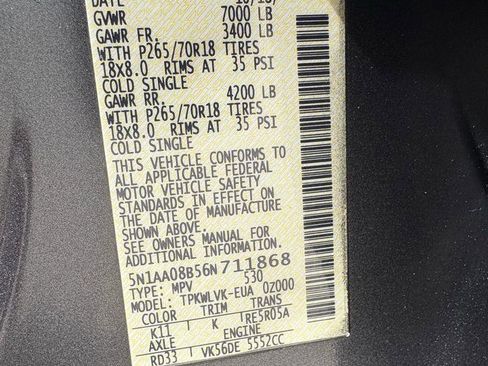 DATE
GVWR 7000 LB
GAWR FR. 3400 LB
WITH P265/70R18 TIRES
18X8.0 RIMS AT 35 PSI
COLD SINGLE
GAWR RR. 4200 LB
WITH P265/70R18 TIRES
18X8.0 RIMS AT 35 PSI
COLD SINGLE
THIS VEHICLE CONFORMS TO
ALL APPLICABLE FEDERAL
MOTOR VEHICLE SAFETY
STANDARDS IN EFFECT ON
THE DATE OF MANUFACTURE
SHOWN ABOVE.
SEE OWNERS MANUAL FOR
ADDITIONAL INFORMATION.
5N1AA08B56N711868
TYPE: MPV 530
MODEL: TPKWLVK-EUA 0Z000
COLOR TRIM TRANS
K11 K RE5R05A
AXLE ENGINE
RD33 VK56DE 5552CC